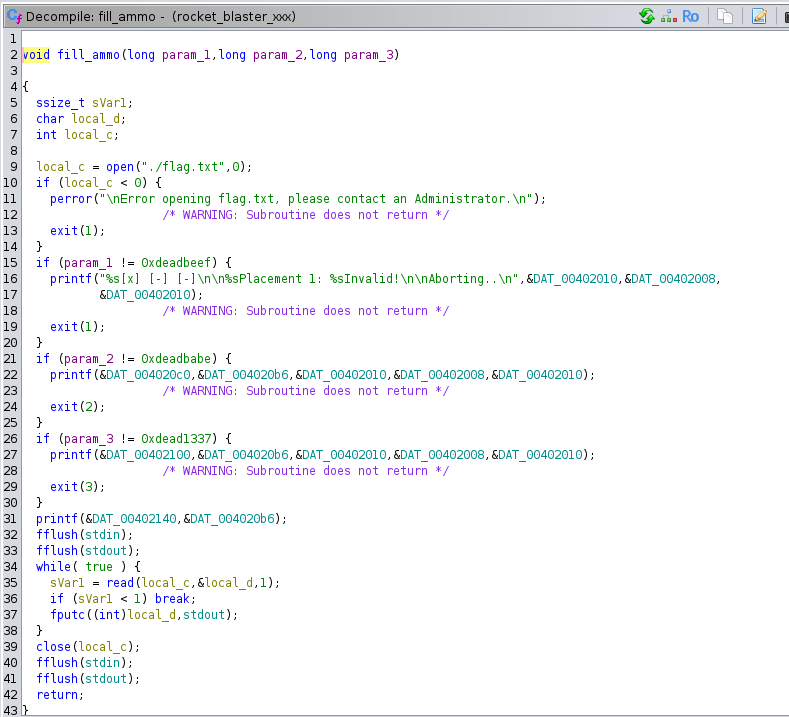 Decompile: fill_ammo - (rocket_blaster_xxx)
Ro
1
2 void fill_ammo(long param_1,long param_2,long param_3)
3
4 {
5 ssize_t sVar1;
6 char local_d;
7 int local_c;
8
9 local_c = open("./flag.txt",0);
10 if (local_c < 0) {
11 perror("\nError opening flag.txt, please contact an Administrator.\n");
12 /* WARNING: Subroutine does not return */
13 exit(1);
14 }
15 if (param_1 != 0xdeadbeef) {
16 printf("%s[x] [-] [-]\n\n%sPlacement 1: %sInvalid!\n\nAborting..\n",&DAT_00402010,&DAT_00402008,
17 &DAT_00402010);
18 /* WARNING: Subroutine does not return */
19 exit(1);
20 }
21 if (param_2 != 0xdeadbabe) {
22 printf(&DAT_004020c0,&DAT_004020b6,&DAT_00402010,&DAT_00402008,&DAT_00402010);
23 /* WARNING: Subroutine does not return */
24 exit(2);
25 }
26 if (param_3 != 0xdead1337) {
27 printf(&DAT_00402100,&DAT_004020b6,&DAT_00402010,&DAT_00402008,&DAT_00402010);
28 /* WARNING: Subroutine does not return */
29 exit(3);
30 }
31 printf(&DAT_00402140,&DAT_004020b6);
32 fflush(stdin);
33 fflush(stdout);
34 while( true ) {
35 sVar1 = read(local_c,&local_d,1);
36 if (sVar1 < 1) break;
37 fputc((int)local_d,stdout);
38 }
39 close(local_c);
40 fflush(stdin);
41 fflush(stdout);
42 return;
43 }